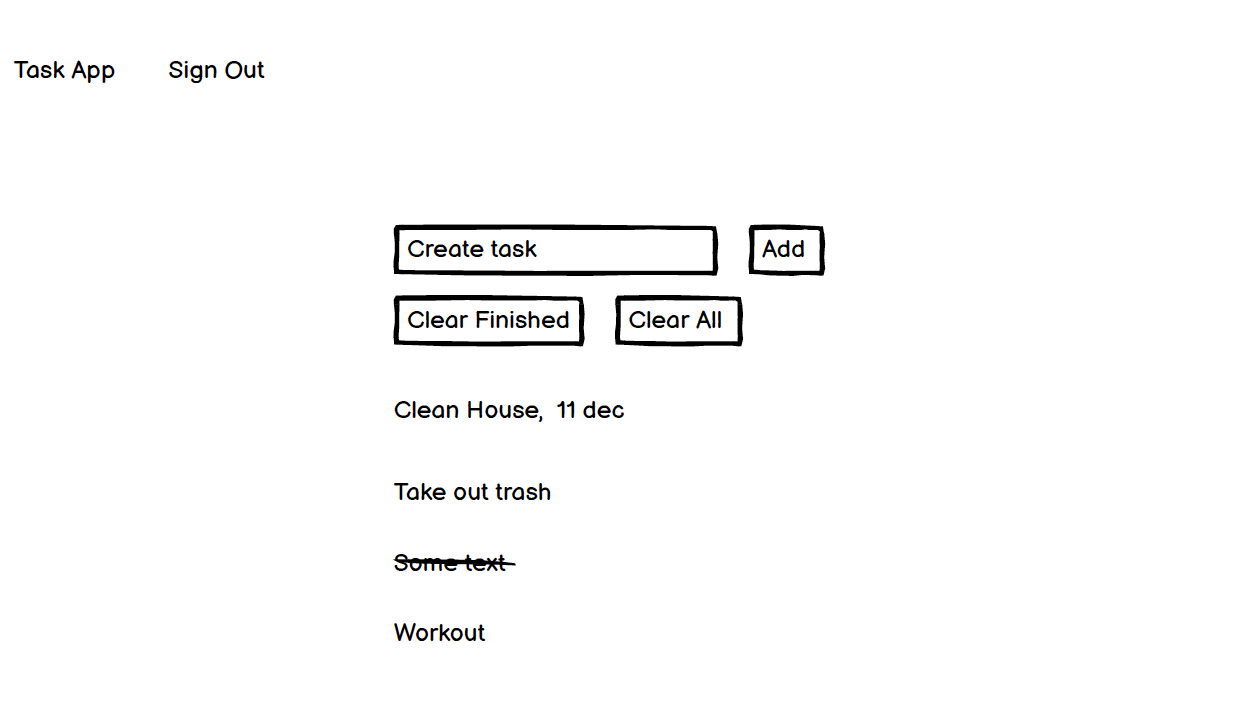 Task App Sign Out
Create task Add
Clear Finished Clear All
Clean House, 11 dec
Take out trash
Some text
Workout